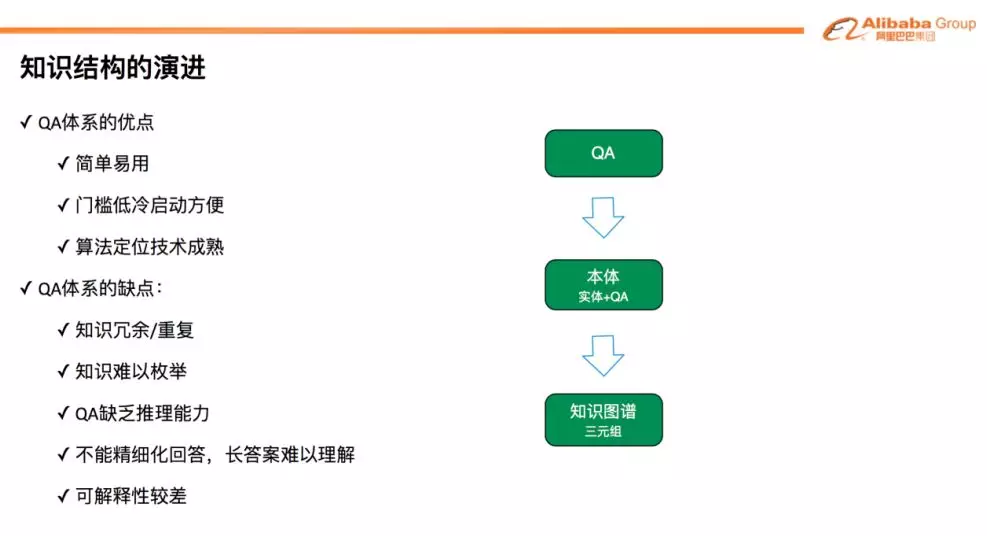 Alibaba Group
阿里巴巴集团
知识结构的演进
✓ QA体系的优点
✓ 简单易用
✓ 门槛低冷启动方便
✓ 算法定位技术成熟
✓ QA体系的缺点：
✓ 知识冗余/重复
✓ 知识难以枚举
✓ QA缺乏推理能力
✓ 不能精细化回答，长答案难以理解
✓ 可解释性较差
QA
本体
实体+QA
知识图谱
三元组